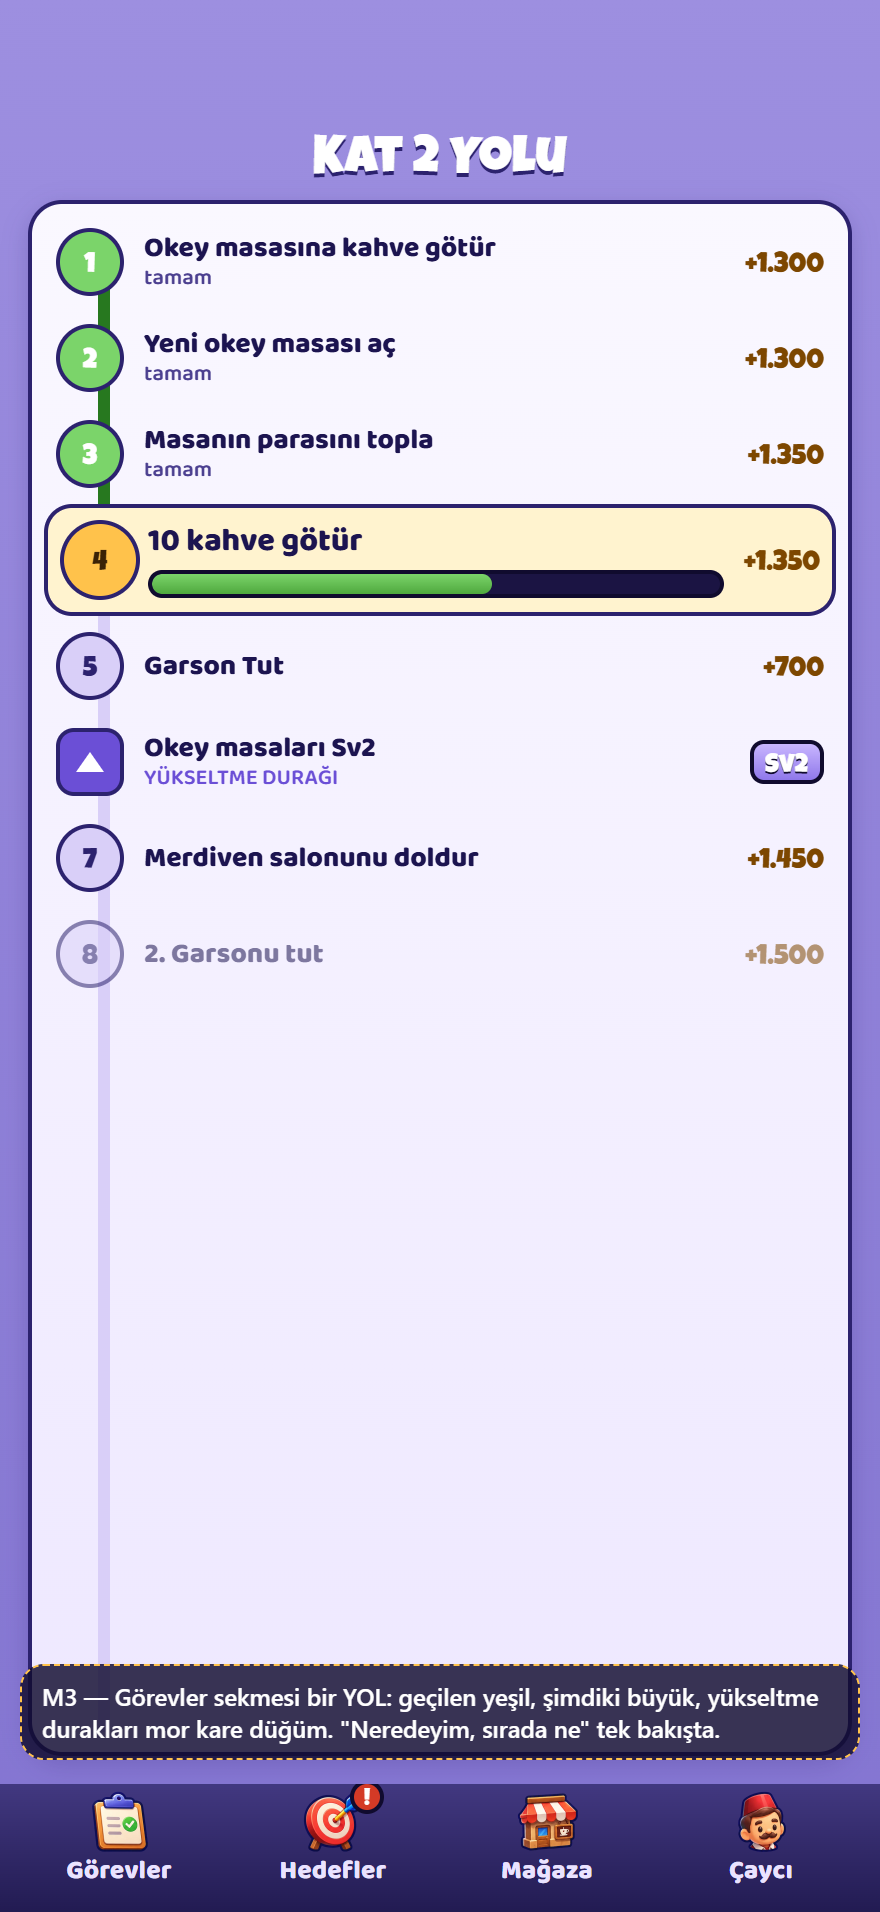 KAT 2 YOLU
1
Okey masasına kahve götür
tamam
+1.300
2
Yeni okey masası aç
tamam
+1.300
3
Masanın parasını topla
tamam
+1.350
4
10 kahve götür
+1.350
5
Garson Tut
+700
Okey masaları Sv2
YÜKSELTME DURAĞI
SV2
7
Merdiven salonunu doldur
+1.450
8
2. Garsonu tut
+1.500
M3 — Görevler sekmesi bir YOL: geçilen yeşil, şimdiki büyük, yükseltme
durakları mor kare düğüm. "Neredeyim, sırada ne" tek bakışta.
!
Görevler
Hedefler
Mağaza
Çaycı